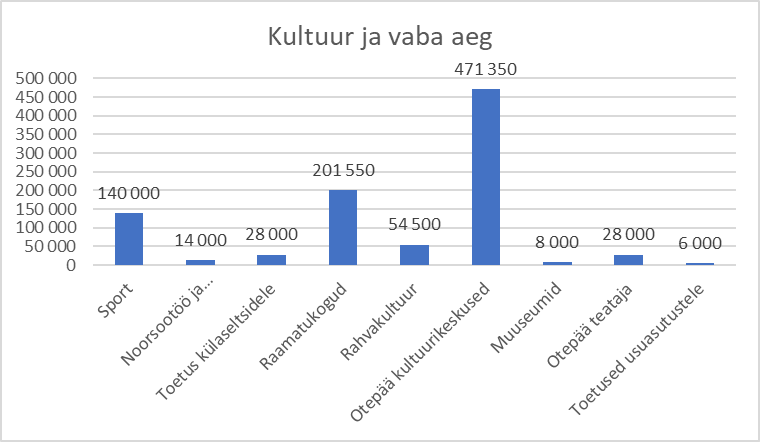 Kultuur ja vaba aeg
500 000
450 000
400 000
350 000
300 000
250 000
200 000
150 000
100 000
50 000
0
140 000
14 000
28 000
201 550
54 500
471 350
8 000
28 000
6 000
Sport
Noorsootöö ja...
Toetus külaseltsidele
Raamatukogud
Rahvakultuur
Otepää kultuurikeskused
Muuseumid
Otepää teataja
Toetused usuasutustele